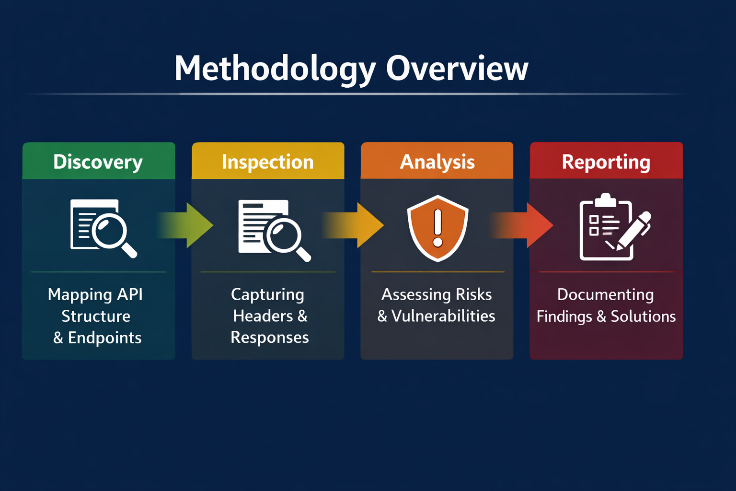 Methodology Overview
Discovery
Mapping API
Structure
& Endpoints
Inspection
Capturing
Headers &
Responses
Analysis
Assessing Risks
& Vulnerabilities
Reporting
Documenting
Findings & Solutions